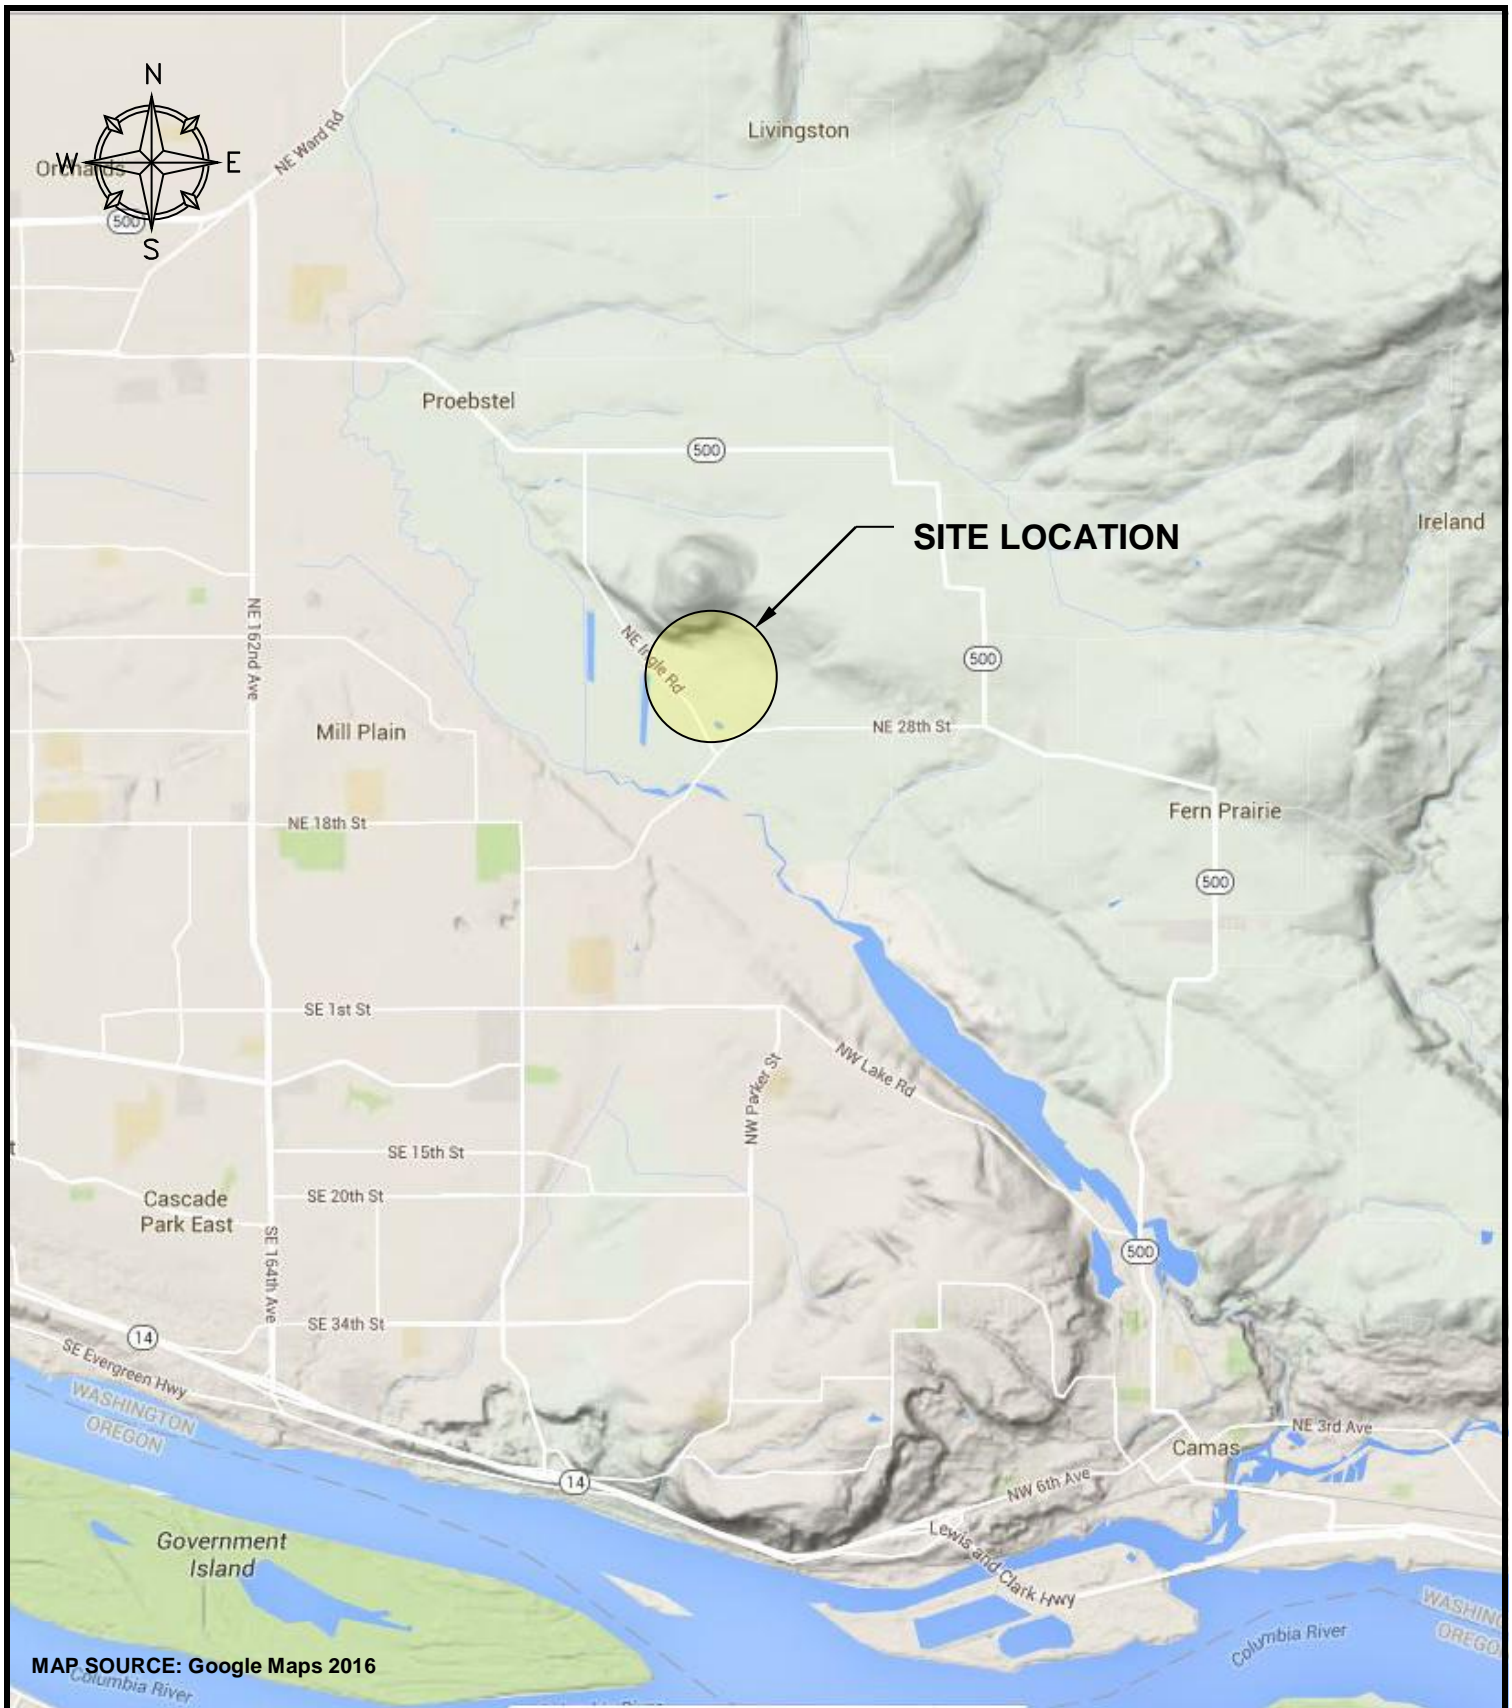 N
NE Ward Rd
Livingston
W
E
Orchards
500
S
Proebstel
500
SITE LOCATION
Ireland
NE 162nd Ave
NE Ingle Rd
500
Mill Plain
NE 28th St
Fern Prairie
NE 18th St
500
SE 1st St
NW Lake Rd
NW Parker St
SE 15th St
Cascade
Park East
SE 20th St
SE 164th Ave
500
SE 34th St
14
SE Evergreen Hwy
WASHINGTON
OREGON
NE 3rd Ave
Camas
14
NW 6th Ave
Government
Island
Lewis and Clark Hwy
Columbia River
MAP SOURCE: Google Maps 2016
Columbia River